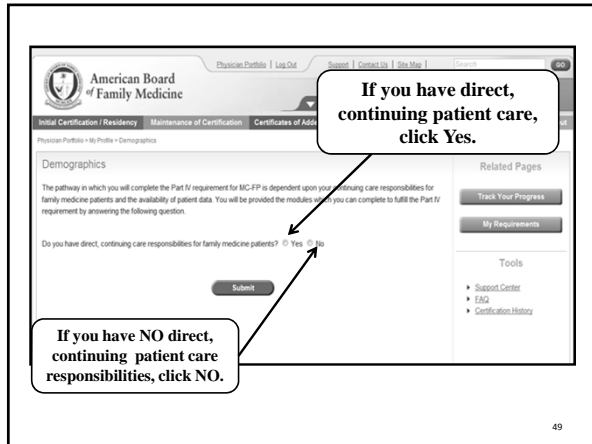 Physician Portfolio | Log Out
Support | Contact Us | Site Map |
Search
GO
American Board
of Family Medicine
If you have direct,
continuing patient care,
click Yes.
Initial Certification / Residency
Maintenance of Certification
Certificates of Adde
ut
Physician Portfolio > My Profile > Demographics
Demographics
The pathway in which you will complete the Part IV requirement for MC-FP is dependent upon your continuing care responsibilities for
family medicine patients and the availability of patient data. You will be provided the modules which you can complete to fulfill the Part IV
requirement by answering the following question.
Do you have direct, continuing care responsibilities for family medicine patients? Yes No
Submit
Related Pages
Track Your Progress
My Requirements
Tools
Support Center
FAQ
Certification History
If you have NO direct,
continuing patient care
responsibilities, click NO.
49